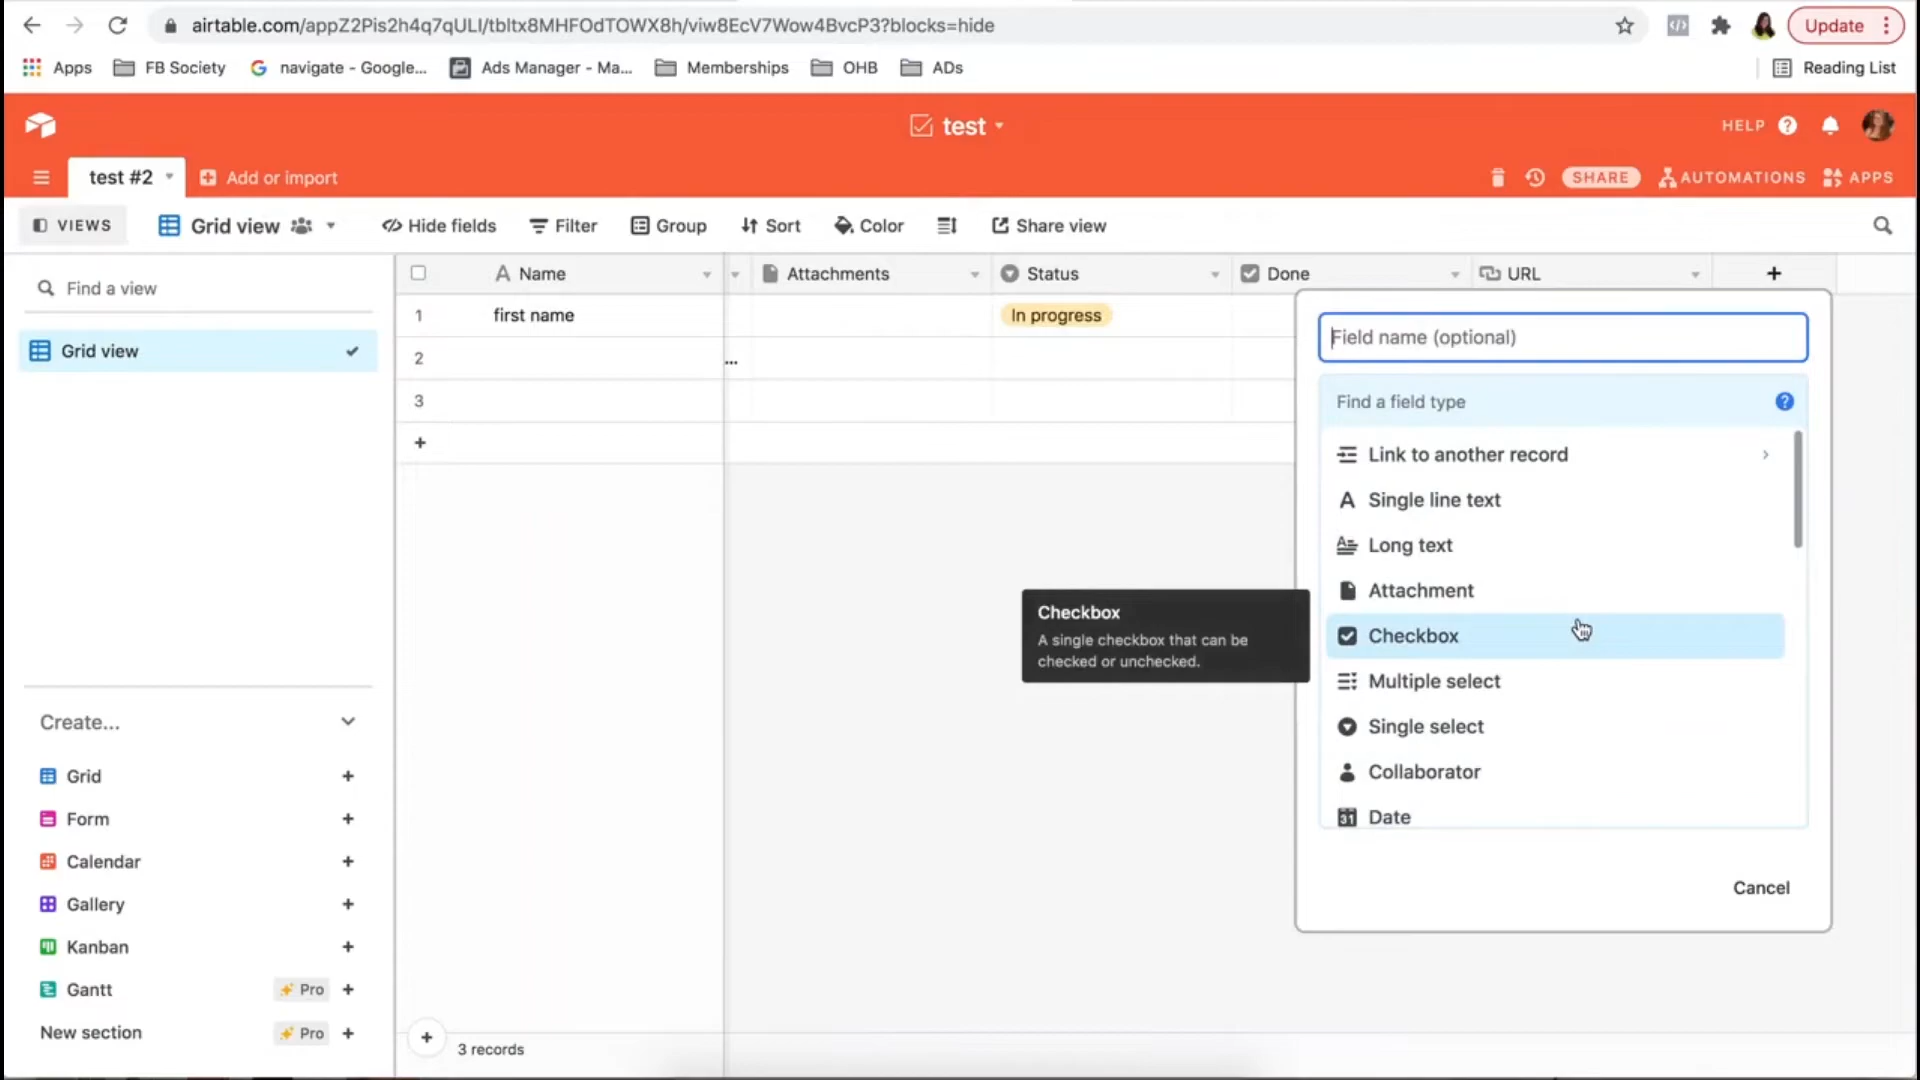 airtable.com/appZ2Pis2h4q7qULI/tbltx8MHFOdTOWX8h/viw8EcV7Wow4BvcP3?blocks=hide
Update
Apps
FB Society
navigate - Google...
Ads Manager - Ma...
Memberships
OHB
ADs
Reading List
test
HELP
test #2
Add or import
SHARE
AUTOMATIONS
APPS
VIEWS
Grid view
Hide fields
Filter
Group
Sort
Color
Share view
Find a view
Grid view
Name
Attachments
Status
Done
URL
+
1
first name
In progress
2
...
3
+
Field name (optional)
Find a field type
Link to another record
Single line text
Long text
Attachment
Checkbox
Multiple select
Single select
Collaborator
31 Date
Cancel
Checkbox
A single checkbox that can be
checked or unchecked.
Create...
Grid +
Form +
Calendar +
Gallery +
Kanban +
Gantt Pro +
New section Pro +
+
3 records